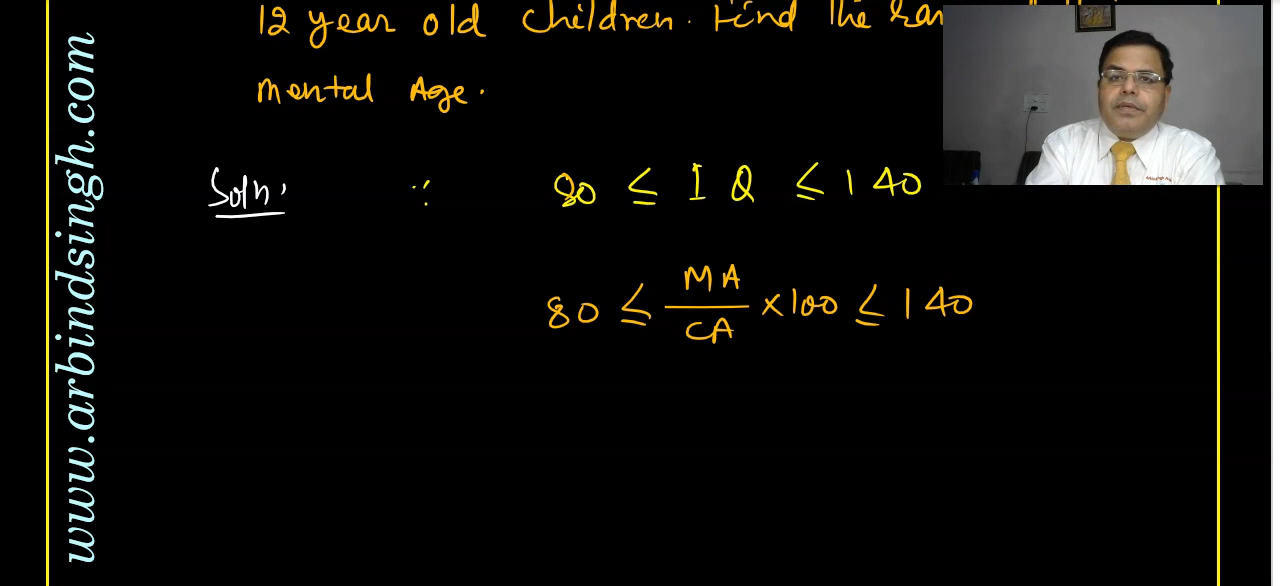 12 year old children. Find the
mental Age.
Soln.
∵ 80 ≤ I Q ≤ 140
80 ≤ MA/CA ×100 ≤ 140
www.arbindsingh.com